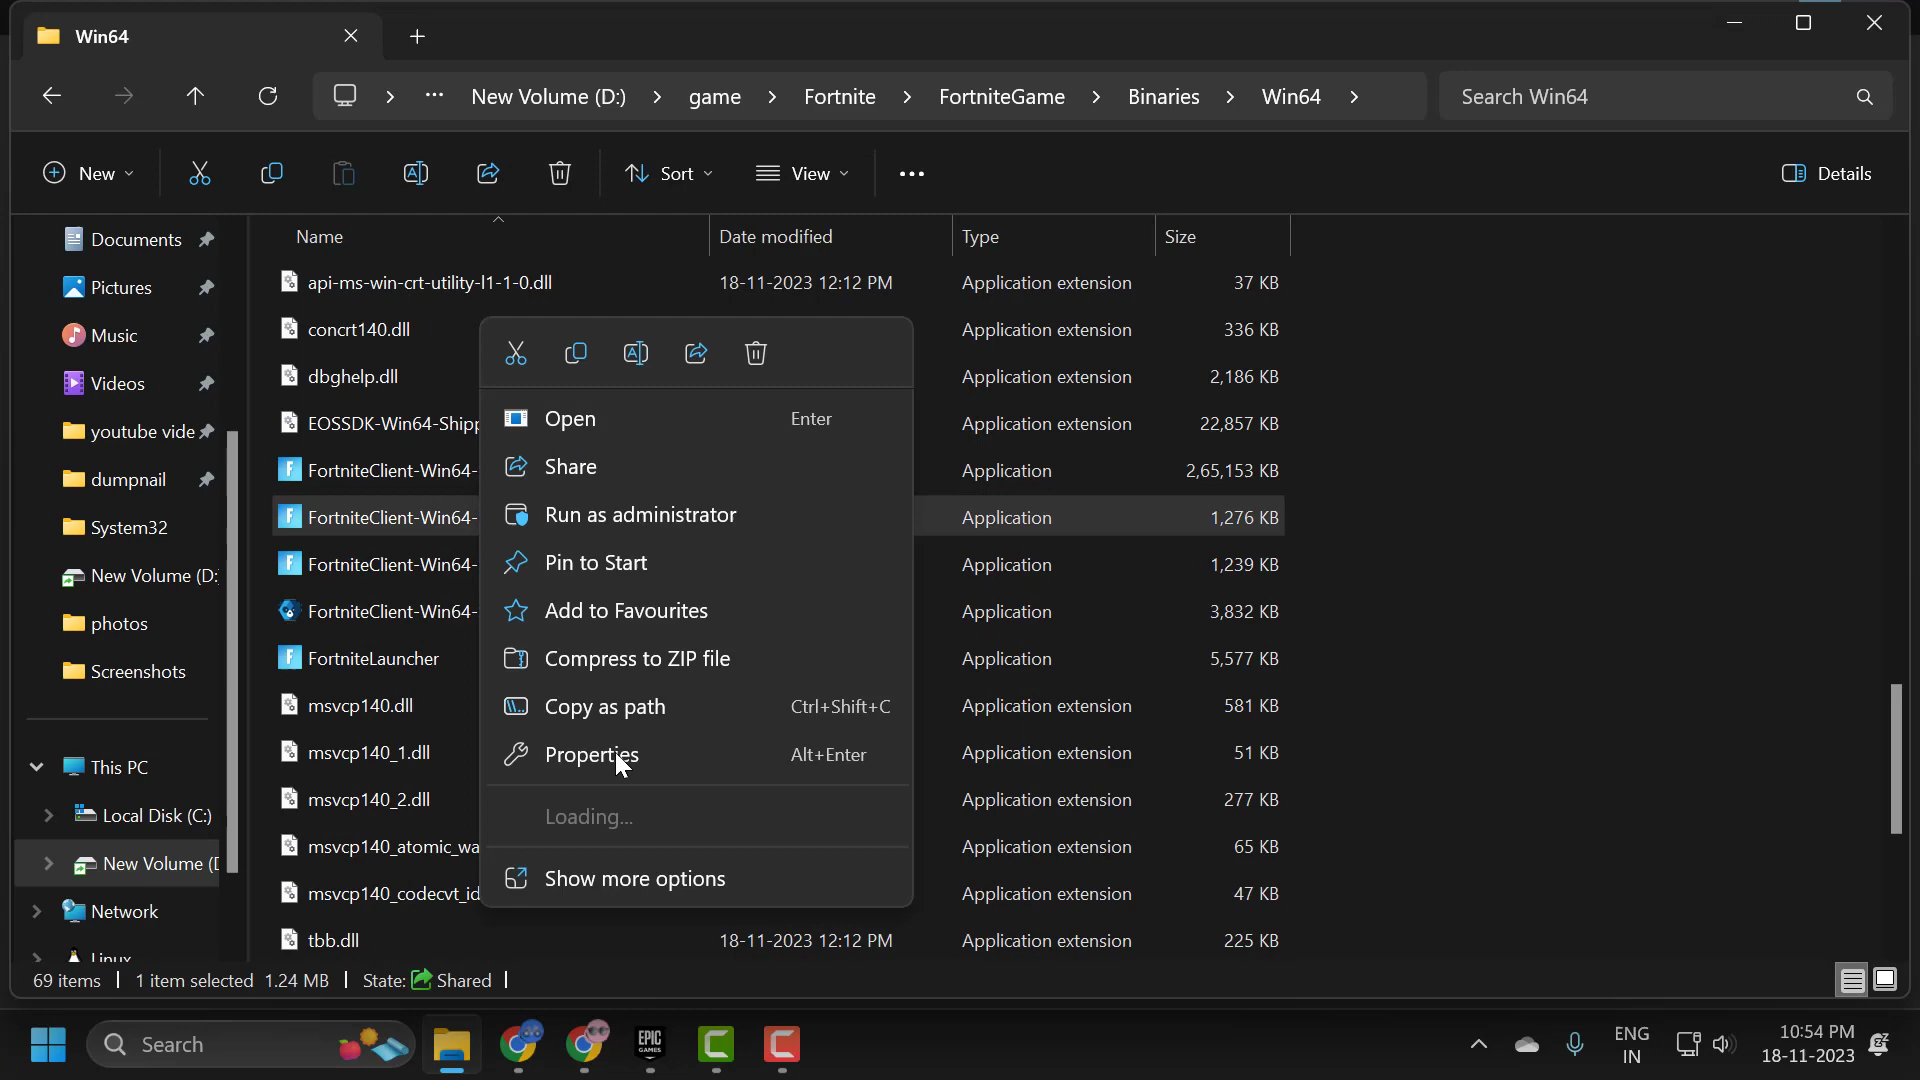 Win64
New Volume (D:) > game > Fortnite > FortniteGame > Binaries > Win64 >
Search Win64
New
Sort
View
Details
Name
Date modified
Type
Size
Documents
Pictures
Music
Videos
youtube vide
dumpnail
System32
New Volume (D:
photos
Screenshots
This PC
Local Disk (C:)
New Volume (D
Network
Linux
api-ms-win-crt-utility-l1-1-0.dll 18-11-2023 12:12 PM Application extension 37 KB
concrt140.dll Application extension 336 KB
dbghelp.dll Application extension 2,186 KB
EOSSDK-Win64-Shipp Application extension 22,857 KB
FortniteClient-Win64- Application 2,65,153 KB
FortniteClient-Win64- Application 1,276 KB
FortniteClient-Win64- Application 1,239 KB
FortniteClient-Win64- Application 3,832 KB
FortniteLauncher Application 5,577 KB
msvcp140.dll Application extension 581 KB
msvcp140_1.dll Application extension 51 KB
msvcp140_2.dll Application extension 277 KB
msvcp140_atomic_wa Application extension 65 KB
msvcp140_codecvt_id Application extension 47 KB
tbb.dll 18-11-2023 12:12 PM Application extension 225 KB
Open Enter
Share
Run as administrator
Pin to Start
Add to Favourites
Compress to ZIP file
Copy as path Ctrl+Shift+C
Properties Alt+Enter
Loading...
Show more options
69 items | 1 item selected 1.24 MB | State: Shared |
Search
EPIC
GAMES
ENG
IN
10:54 PM
18-11-2023